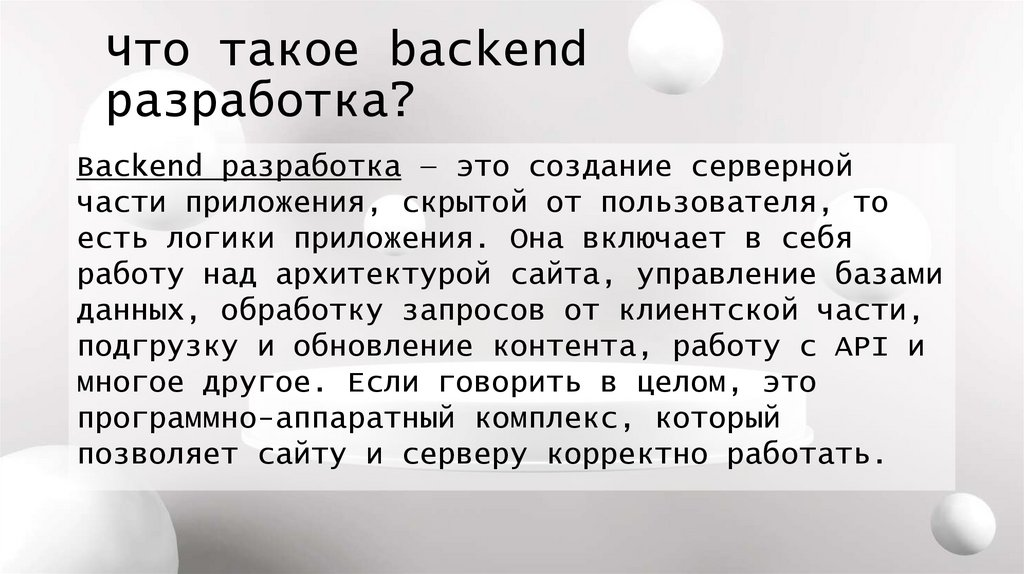 Что такое backend
разработка?
Backend разработка – это создание серверной
части приложения, скрытой от пользователя, то
есть логики приложения. Она включает в себя
работу над архитектурой сайта, управление базами
данных, обработку запросов от клиентской части,
подгрузку и обновление контента, работу с API и
многое другое. Если говорить в целом, это
программно-аппаратный комплекс, который
позволяет сайту и серверу корректно работать.